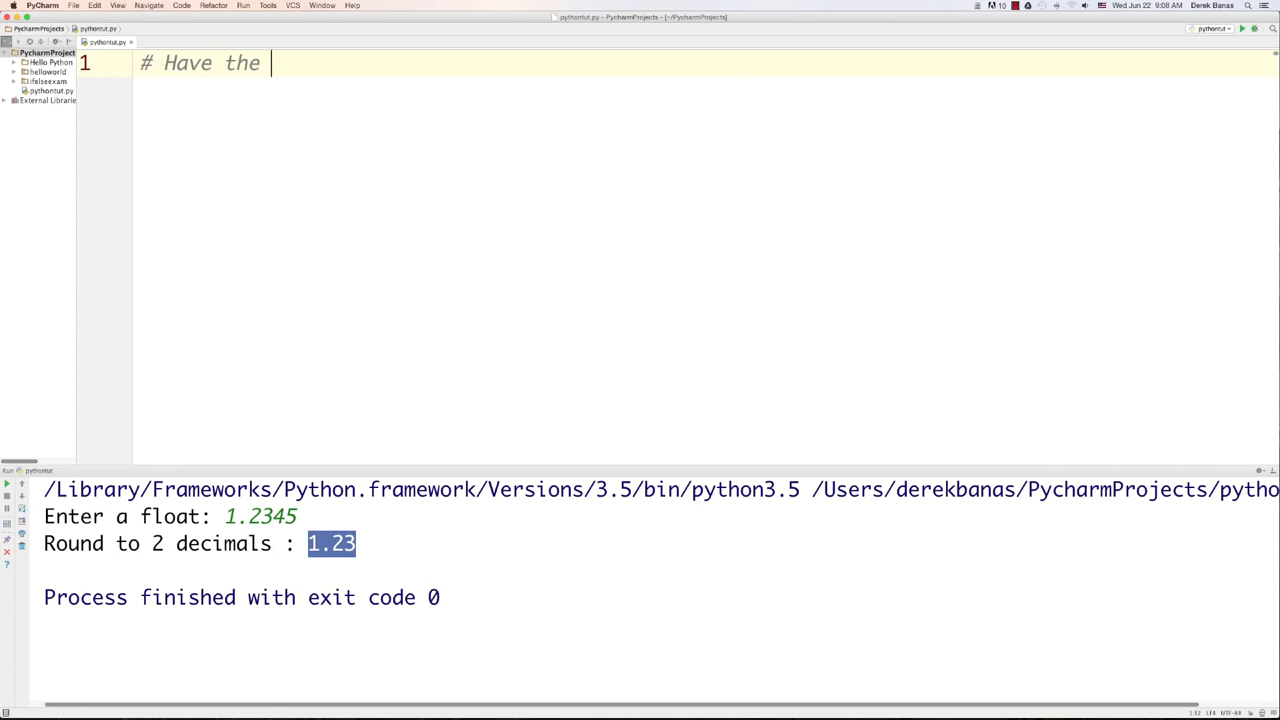 PyCharm File Edit View Navigate Code Refactor Run Tools VCS Window Help 10 Wed Jun 22 9:08 AM Derek Banas
pythontut.py - PycharmProjects - [~/PycharmProjects]
PycharmProjects pythontut.py pythontut
pythontut.py
PycharmProject
Hello Python
helloworld
ifelseexam
pythontut.py
External Librarie
1 # Have the
Run pythontut
/Library/Frameworks/Python.framework/Versions/3.5/bin/python3.5 /Users/derekbanas/PycharmProjects/pytho
Enter a float: 1.2345
Round to 2 decimals : 1.23
Process finished with exit code 0
1:12 LF÷ UTF-8÷